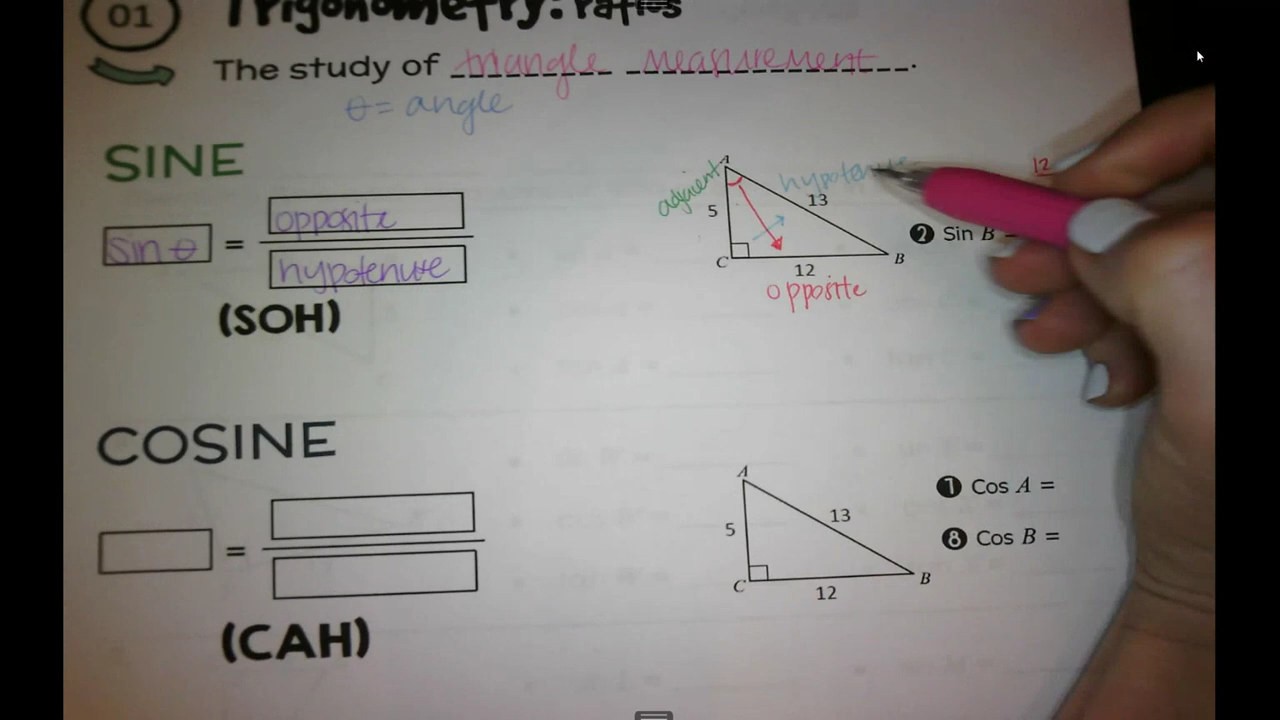 01
Trigonometry: ratios
The study of triangle measurement.
θ = angle
SINE
sin θ = opposite
hypotenuse
(SOH)
A
adjacent
hypotenuse
5
13
C
12
B
opposite
12
2 Sin B =
COSINE
=
(CAH)
A
5
13
C
12
B
7 Cos A =
8 Cos B =